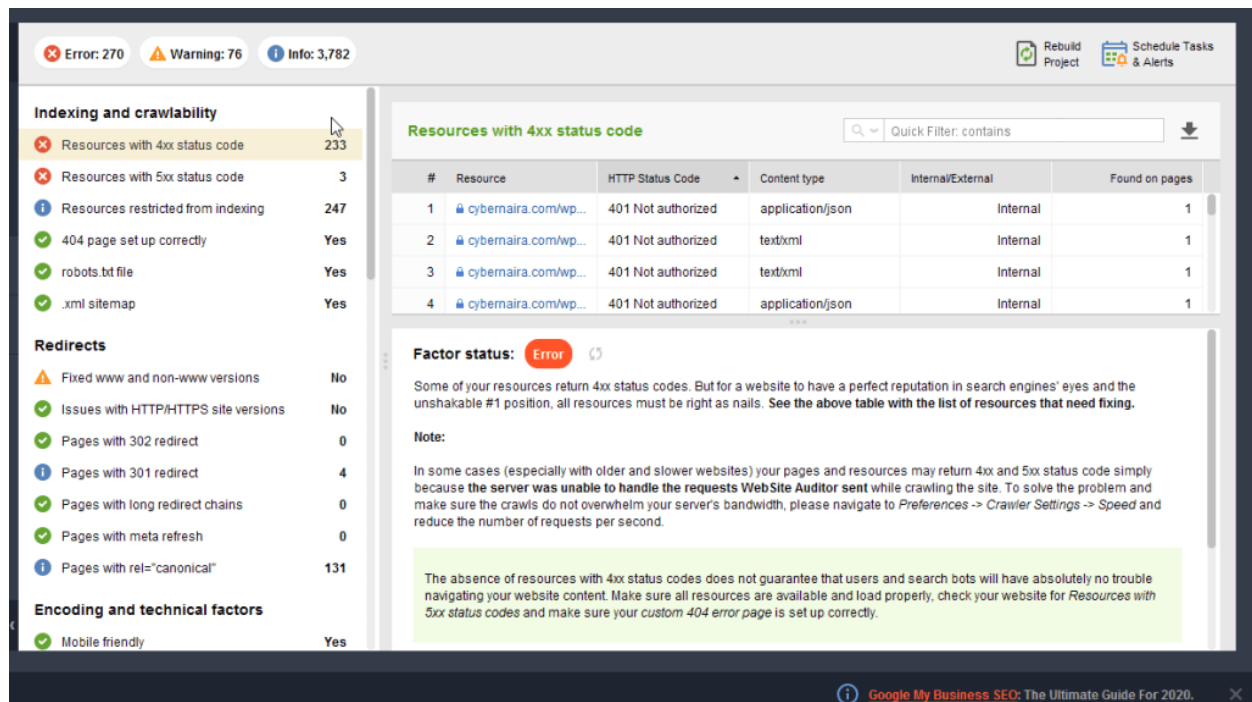 Error: 270 Warning: 76 Info: 3,782
Rebuild Project
Schedule Tasks & Alerts
Indexing and crawlability
Resources with 4xx status code 233
Resources with 5xx status code 3
Resources restricted from indexing 247
404 page set up correctly Yes
robots.txt file Yes
.xml sitemap Yes
Redirects
Fixed www and non-www versions No
Issues with HTTP/HTTPS site versions No
Pages with 302 redirect 0
Pages with 301 redirect 4
Pages with long redirect chains 0
Pages with meta refresh 0
Pages with rel="canonical" 131
Encoding and technical factors
Mobile friendly Yes
Resources with 4xx status code
Quick Filter: contains
# Resource HTTP Status Code Content type Internal/External Found on pages
1 cybernaira.com/wp... 401 Not authorized application/json Internal 1
2 cybernaira.com/wp... 401 Not authorized text/xml Internal 1
3 cybernaira.com/wp... 401 Not authorized text/xml Internal 1
4 cybernaira.com/wp... 401 Not authorized application/json Internal 1
Factor status: Error
Some of your resources return 4xx status codes. But for a website to have a perfect reputation in search engines' eyes and the
unshakable #1 position, all resources must be right as nails. See the above table with the list of resources that need fixing.
Note:
In some cases (especially with older and slower websites) your pages and resources may return 4xx and 5xx status code simply
because the server was unable to handle the requests WebSite Auditor sent while crawling the site. To solve the problem and
make sure the crawls do not overwhelm your server's bandwidth, please navigate to Preferences -> Crawler Settings -> Speed and
reduce the number of requests per second.
The absence of resources with 4xx status codes does not guarantee that users and search bots will have absolutely no trouble
navigating your website content. Make sure all resources are available and load properly, check your website for Resources with
5xx status codes and make sure your custom 404 error page is set up correctly.
Google My Business SEO: The Ultimate Guide For 2020.